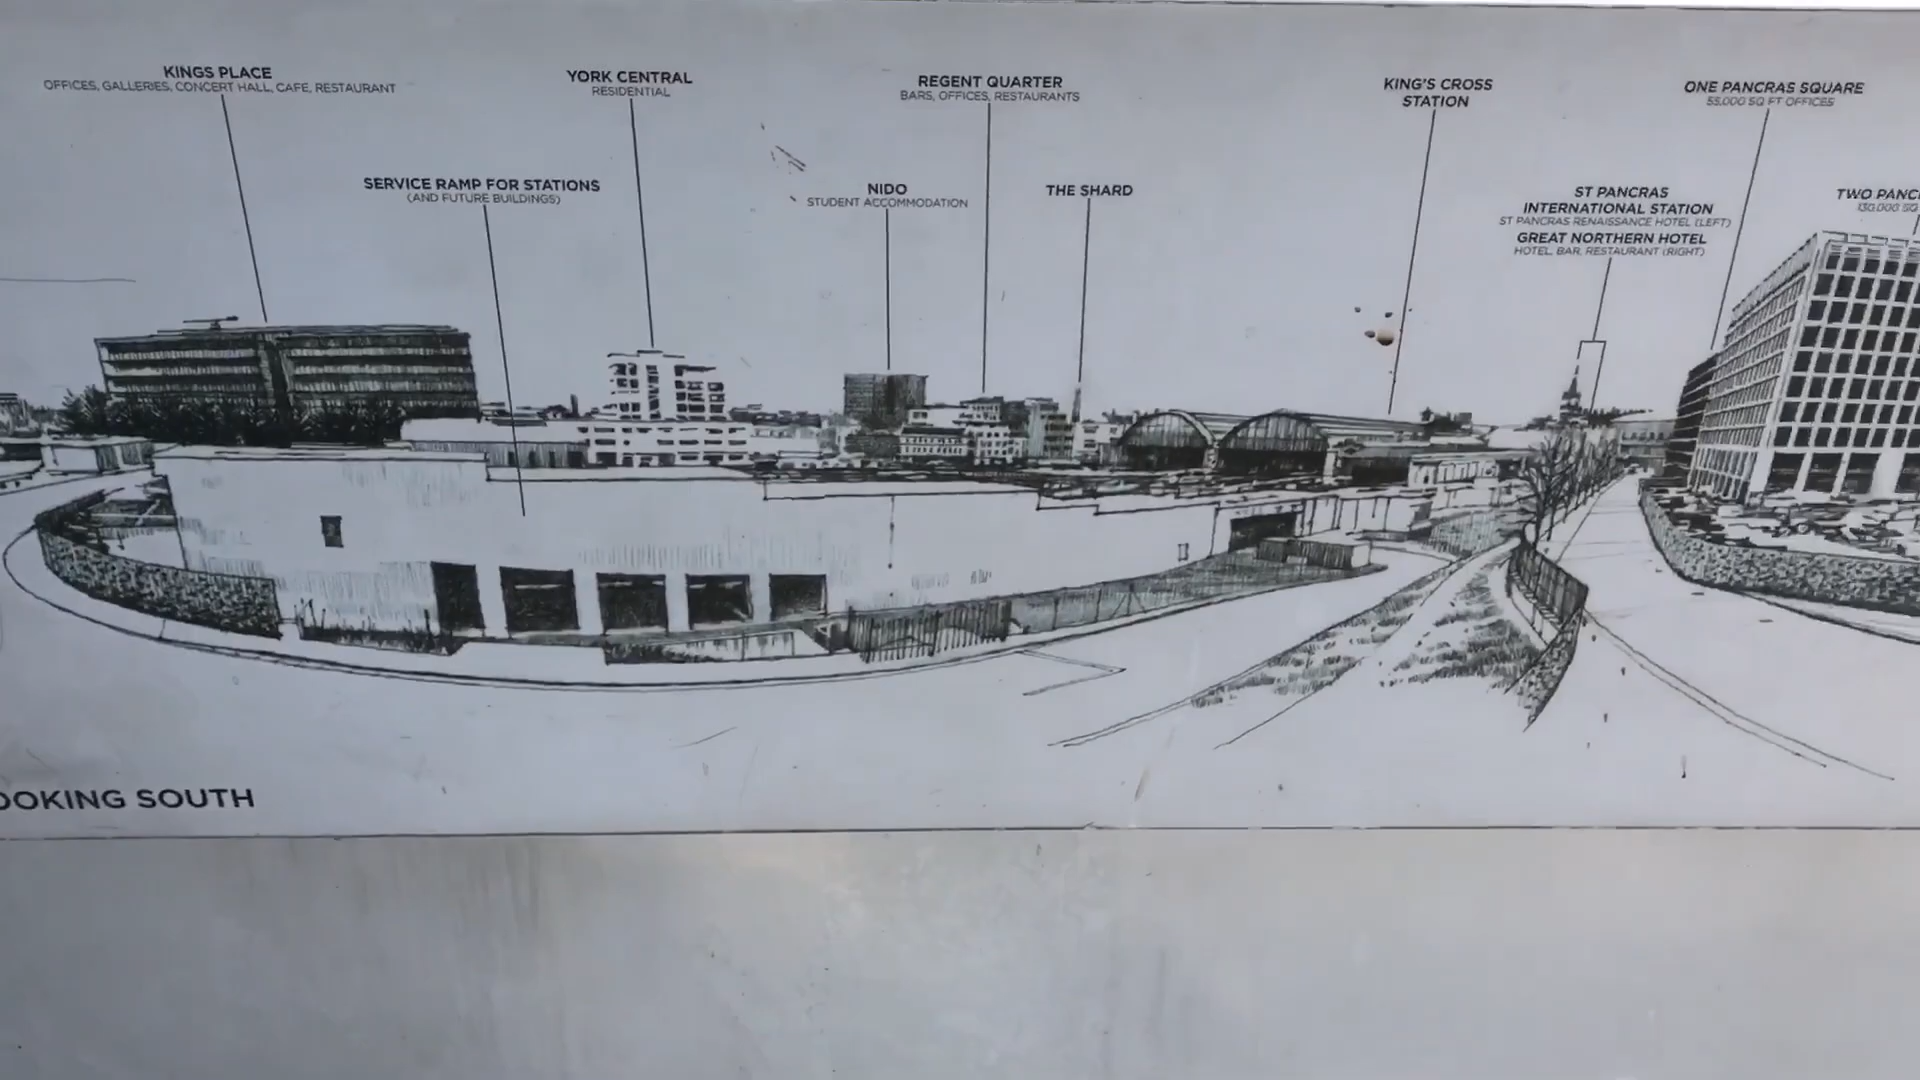 KINGS PLACE
OFFICES, GALLERIES, CONCERT HALL, CAFE, RESTAURANT
YORK CENTRAL
RESIDENTIAL
REGENT QUARTER
BARS, OFFICES, RESTAURANTS
KING'S CROSS
STATION
ONE PANCRAS SQUARE
55,000 SQ FT OFFICES
SERVICE RAMP FOR STATIONS
(AND FUTURE BUILDINGS)
NIDO
STUDENT ACCOMMODATION
THE SHARD
ST PANCRAS
INTERNATIONAL STATION
ST PANCRAS RENAISSANCE HOTEL (LEFT)
GREAT NORTHERN HOTEL
HOTEL, BAR, RESTAURANT (RIGHT)
TWO PANC
130,000 SQ
OOKING SOUTH